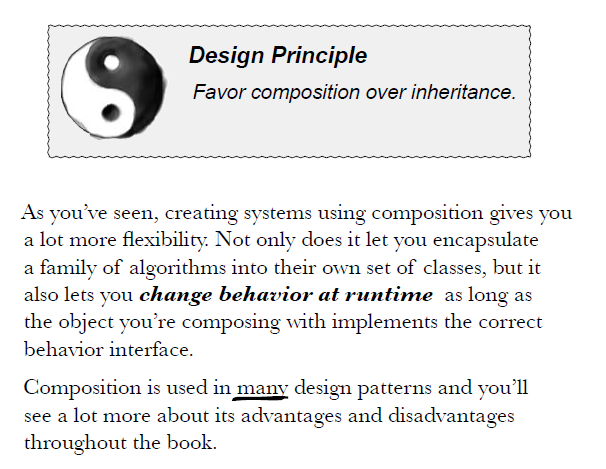 Design Principle
Favor composition over inheritance.
As you’ve seen, creating systems using composition gives you
a lot more flexibility. Not only does it let you encapsulate
a family of algorithms into their own set of classes, but it
also lets you change behavior at runtime as long as
the object you’re composing with implements the correct
behavior interface.
Composition is used in many design patterns and you’ll
see a lot more about its advantages and disadvantages
throughout the book.